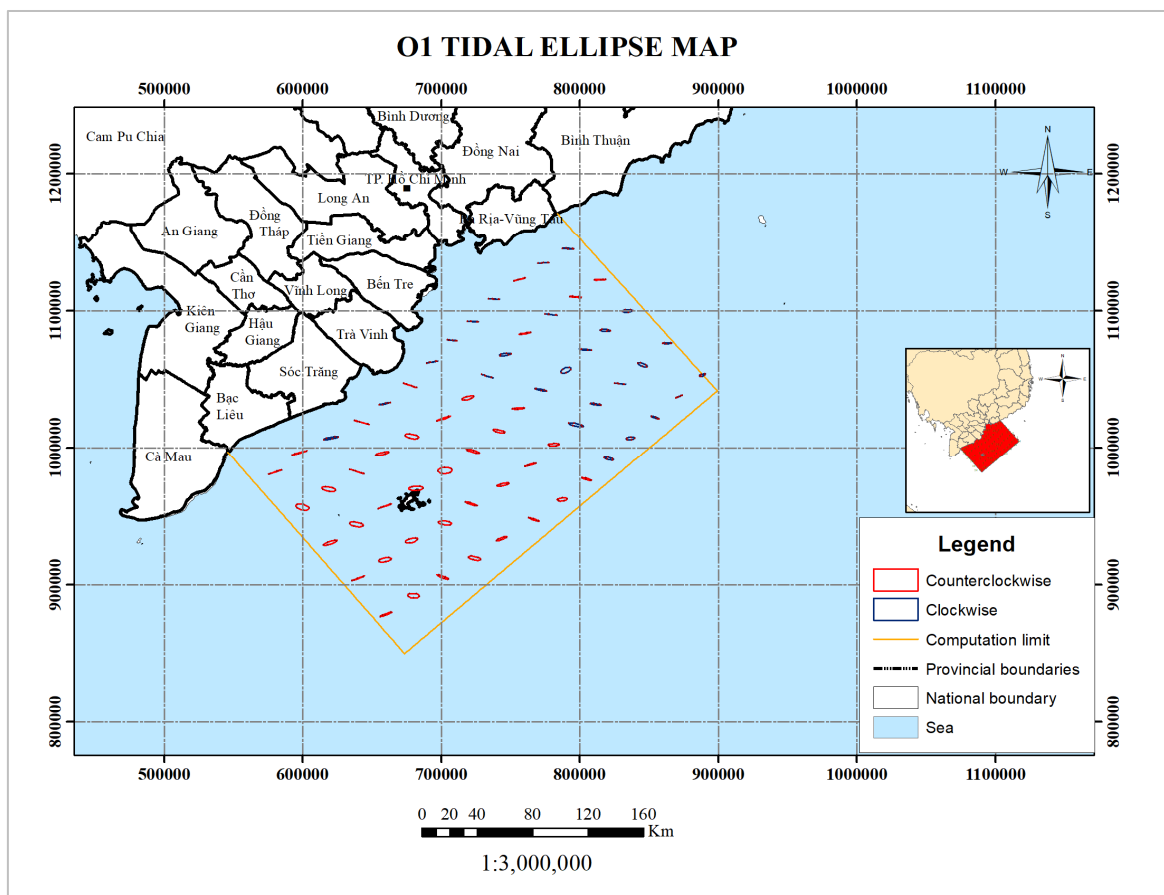 O1 TIDAL ELLIPSE MAP
500000 600000 700000 800000 900000 1000000 1100000
Bình Dương
Cam Pu Chia
Bình Thuận
Đồng Nai
N
W E
S
1200000 1200000
TP. Hồ Chí Minh
Long An
Đồng
Tháp
Rịa-Vũng Tàu
An Giang
Tiền Giang
Cần
Thơ
Vĩnh Long
Bến Tre
1100000 1100000
Kiên
Giang
Hậu
Giang
Trà Vinh
Sóc Trăng
Bạc
Liêu
Cà Mau
N
W E
S
1000000 1000000
Legend
Counterclockwise
Clockwise
Computation limit
Provincial boundaries
National boundary
Sea
900000 900000
800000 800000
500000 600000 700000 800000 900000 1000000 1100000
0 20 40 80 120 160
Km
1:3,000,000